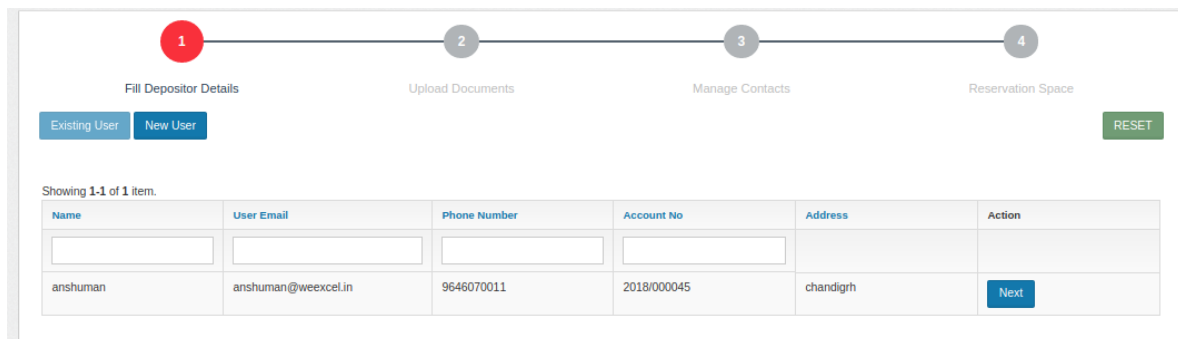 1 2 3 4
Fill Depositor Details Upload Documents Manage Contacts Reservation Space
Existing User New User RESET
Showing 1-1 of 1 item.
Name User Email Phone Number Account No Address Action
anshuman anshuman@weexcel.in 9646070011 2018/000045 chandigrh Next